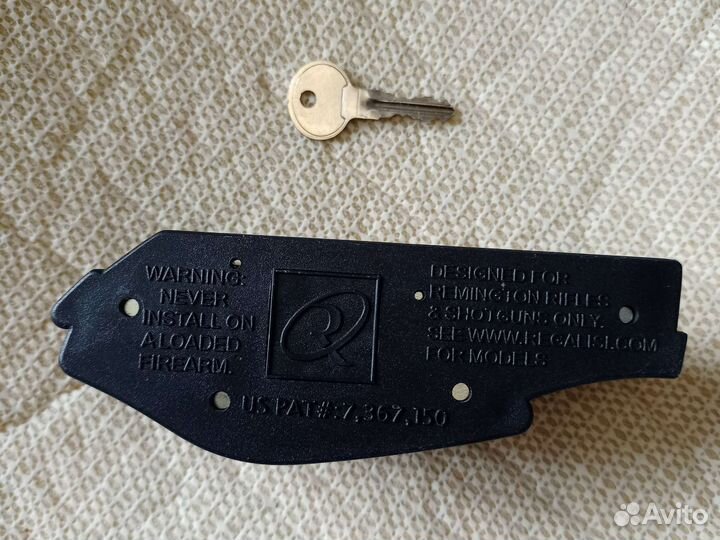 WARNING:
NEVER
INSTALL ON
A LOADED
FIREARM.
R
DESIGNED FOR
REMINGTON RIFLES
& SHOTGUNS ONLY.
SEE WWW.REGALISI.COM
FOR MODELS
US PAT#:7,367,150
Avito